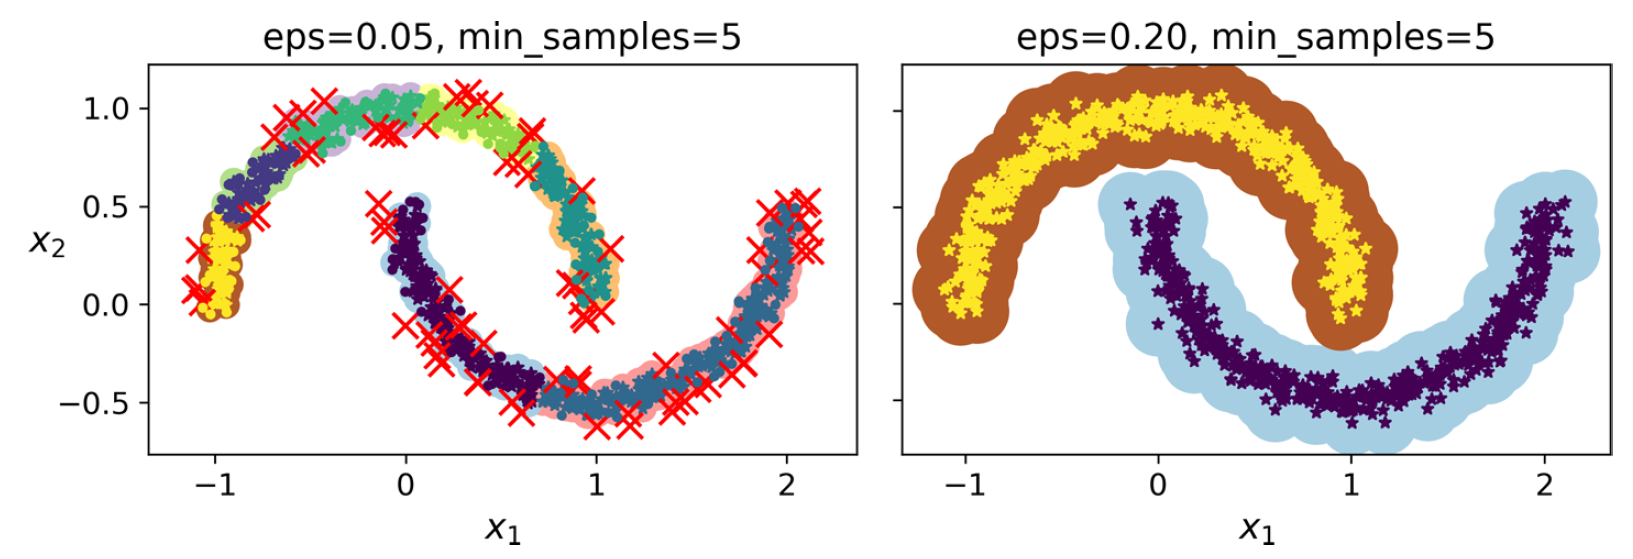 eps=0.05, min_samples=5
eps=0.20, min_samples=5
1.0
0.5
x₂
0.0
−0.5
−1 0 1 2
−1 0 1 2
x₁
x₁